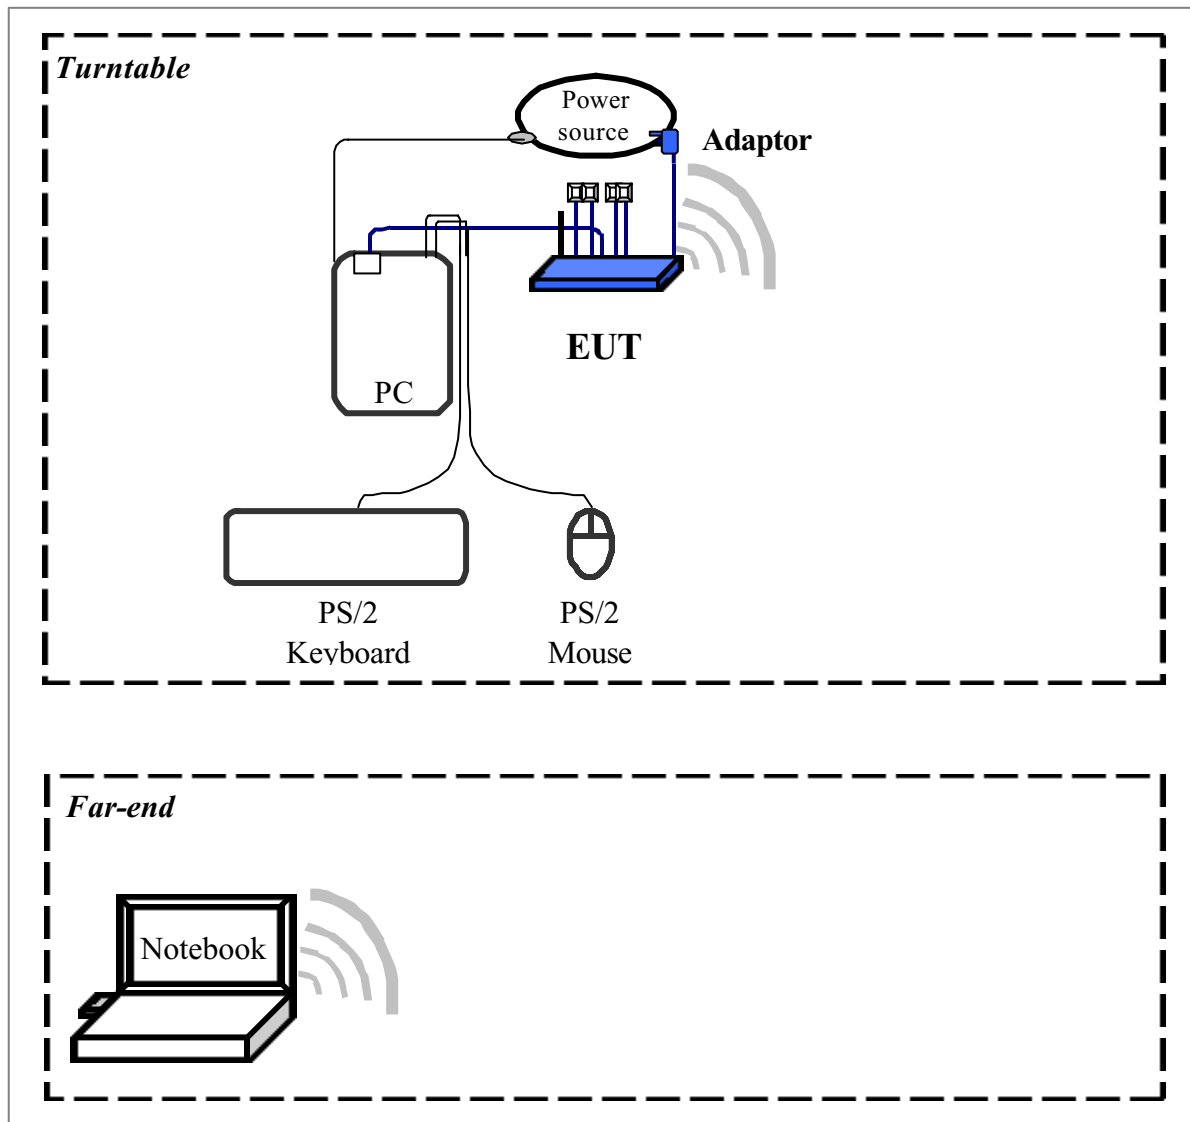 Turntable
Power
source
Adaptor
EUT
PC
PS/2
Keyboard
PS/2
Mouse
Far-end
Notebook